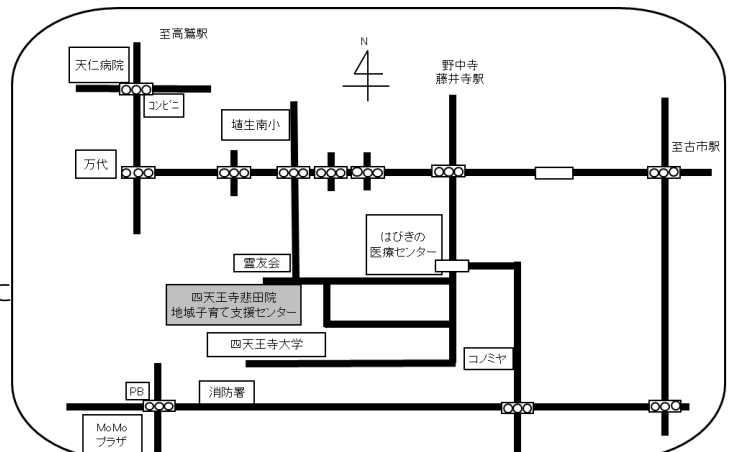 至高鷲駅
天仁病院
コンビニ
N
野中寺
藤井寺駅
埴生南小
至古市駅
万代
はびきの
医療センター
霊友会
四天王寺悲田院
地域子育て支援センター
四天王寺大学
コノミヤ
PB
消防署
MoMo
プラザ